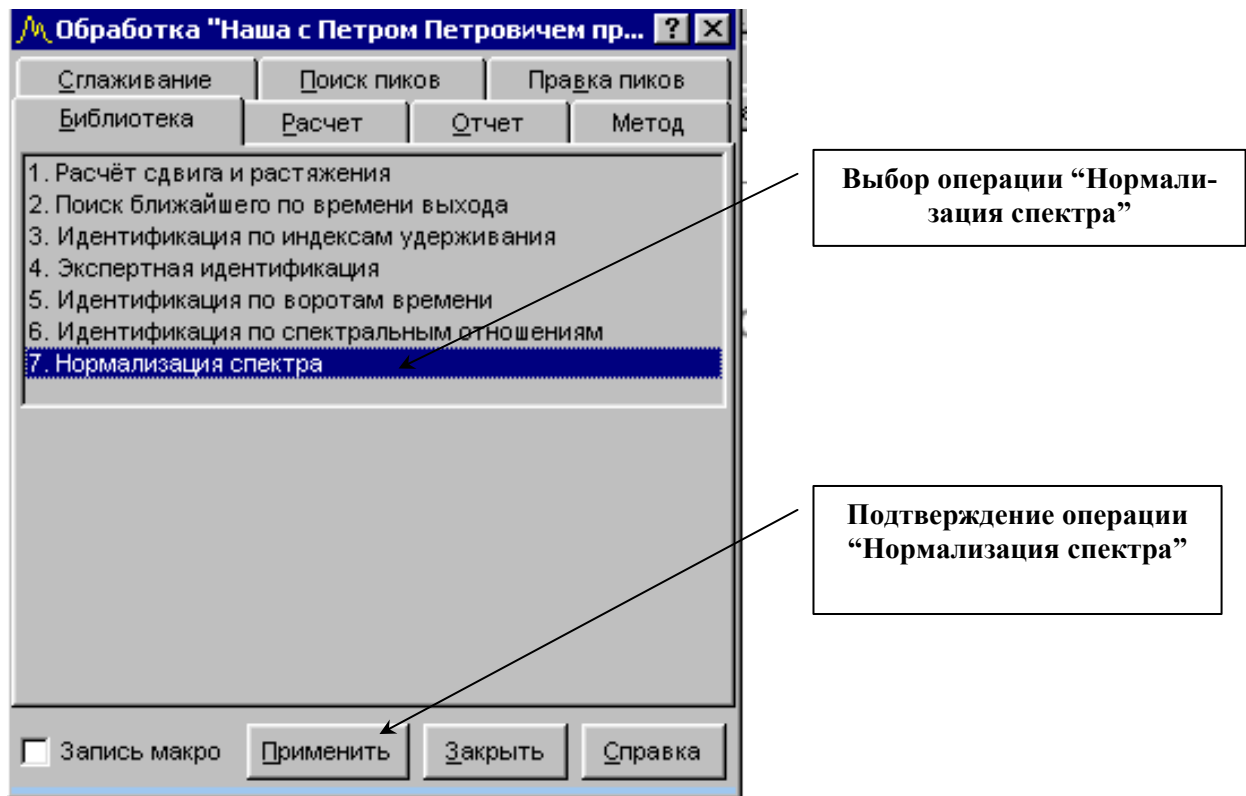 Обработка "Наша с Петром Петровичем пр...
Сглаживание
Поиск пиков
Правка пиков
Библиотека
Расчет
Отчет
Метод
1. Расчёт сдвига и растяжения
2. Поиск ближайшего по времени выхода
3. Идентификация по индексам удерживания
4. Экспертная идентификация
5. Идентификация по воротам времени
6. Идентификация по спектральным отношениям
7. Нормализация спектра
Выбор операции “Нормали-
зация спектра”
Подтверждение операции
“Нормализация спектра”
Запись макро
Применить
Закрыть
Справка